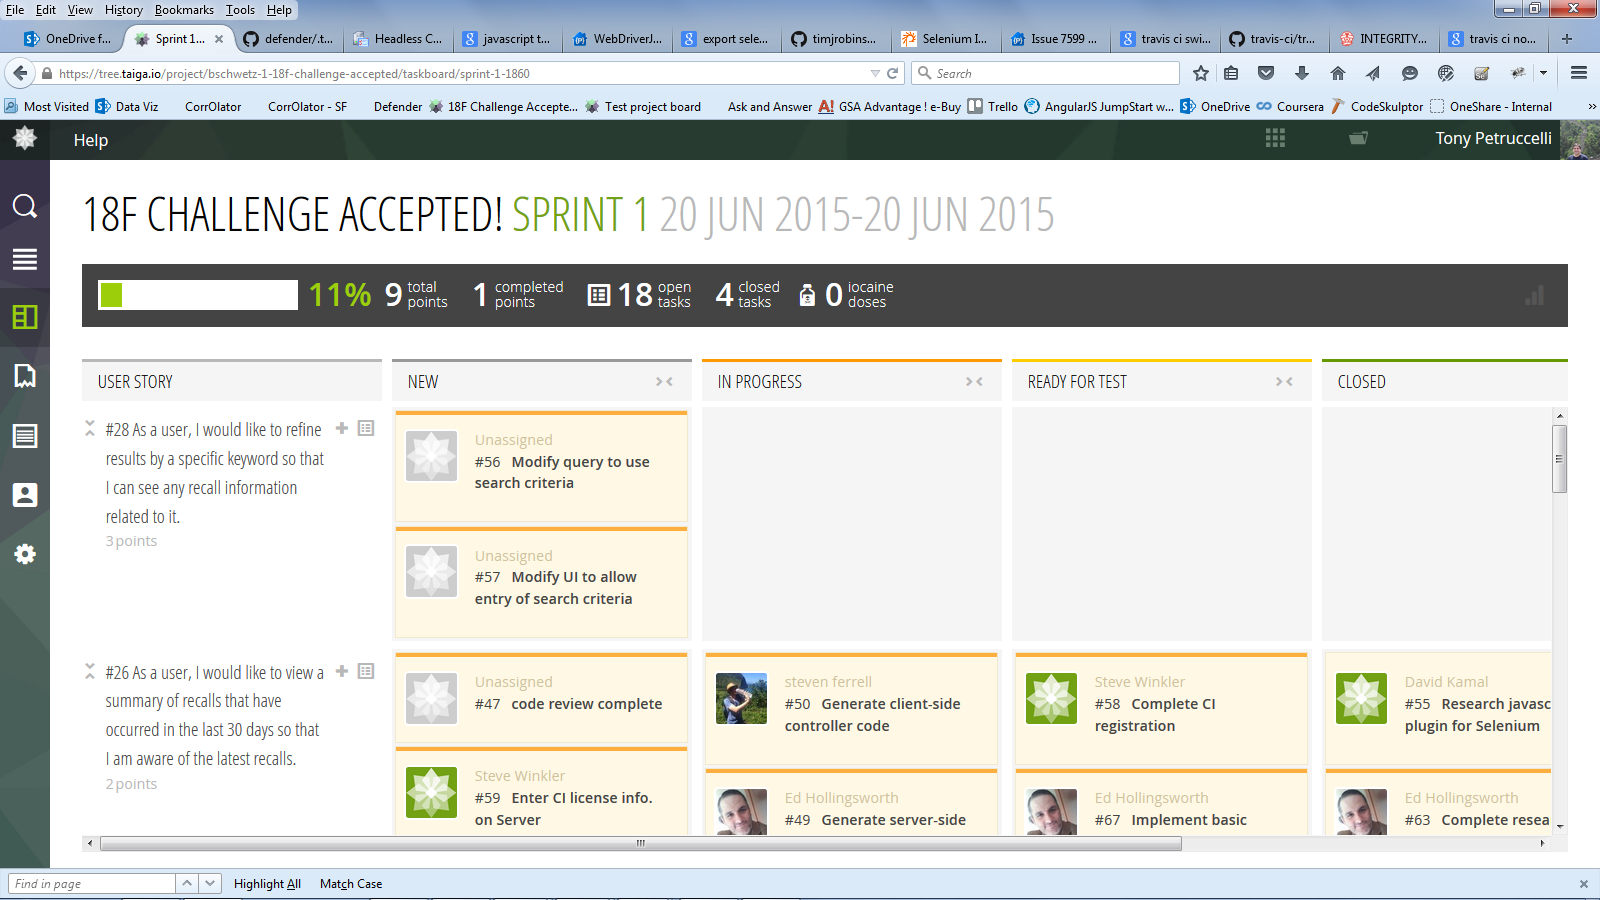 File Edit View History Bookmarks Tools Help
OneDrive f... Sprint 1... defender/.t... Headless C... javascript t... WebDriverJ... export sele... timjrobins... Selenium I... Issue 7599 ... travis ci swi... travis-ci/tr... INTEGRITY... travis ci no...
https://tree.taiga.io/project/bschwetz-1-18f-challenge-accepted/taskboard/sprint-1-1860 Search
Most Visited Data Viz CorrOlator CorrOlator - SF Defender 18F Challenge Accepte... Test project board Ask and Answer GSA Advantage ! e-Buy Trello AngularJS JumpStart w... OneDrive Coursera CodeSkulptor OneShare - Internal »
Help Tony Petruccelli
18F CHALLENGE ACCEPTED! SPRINT 1 20 JUN 2015-20 JUN 2015
11% 9 total points 1 completed points 18 open tasks 4 closed tasks 0 iocaine doses
USER STORY NEW IN PROGRESS READY FOR TEST CLOSED
#28 As a user, I would like to refine
results by a specific keyword so that
I can see any recall information
related to it.
3 points
Unassigned
#56 Modify query to use
search criteria
Unassigned
#57 Modify UI to allow
entry of search criteria
#26 As a user, I would like to view a
summary of recalls that have
occurred in the last 30 days so that
I am aware of the latest recalls.
2 points
Unassigned
#47 code review complete
Steve Winkler
#59 Enter CI license info.
on Server
steven ferrell
#50 Generate client-side
controller code
Ed Hollingsworth
#49 Generate server-side
Steve Winkler
#58 Complete CI
registration
Ed Hollingsworth
#67 Implement basic
David Kamal
#55 Research javasc
plugin for Selenium
Ed Hollingsworth
#63 Complete resea
Find in page Highlight All Match Case